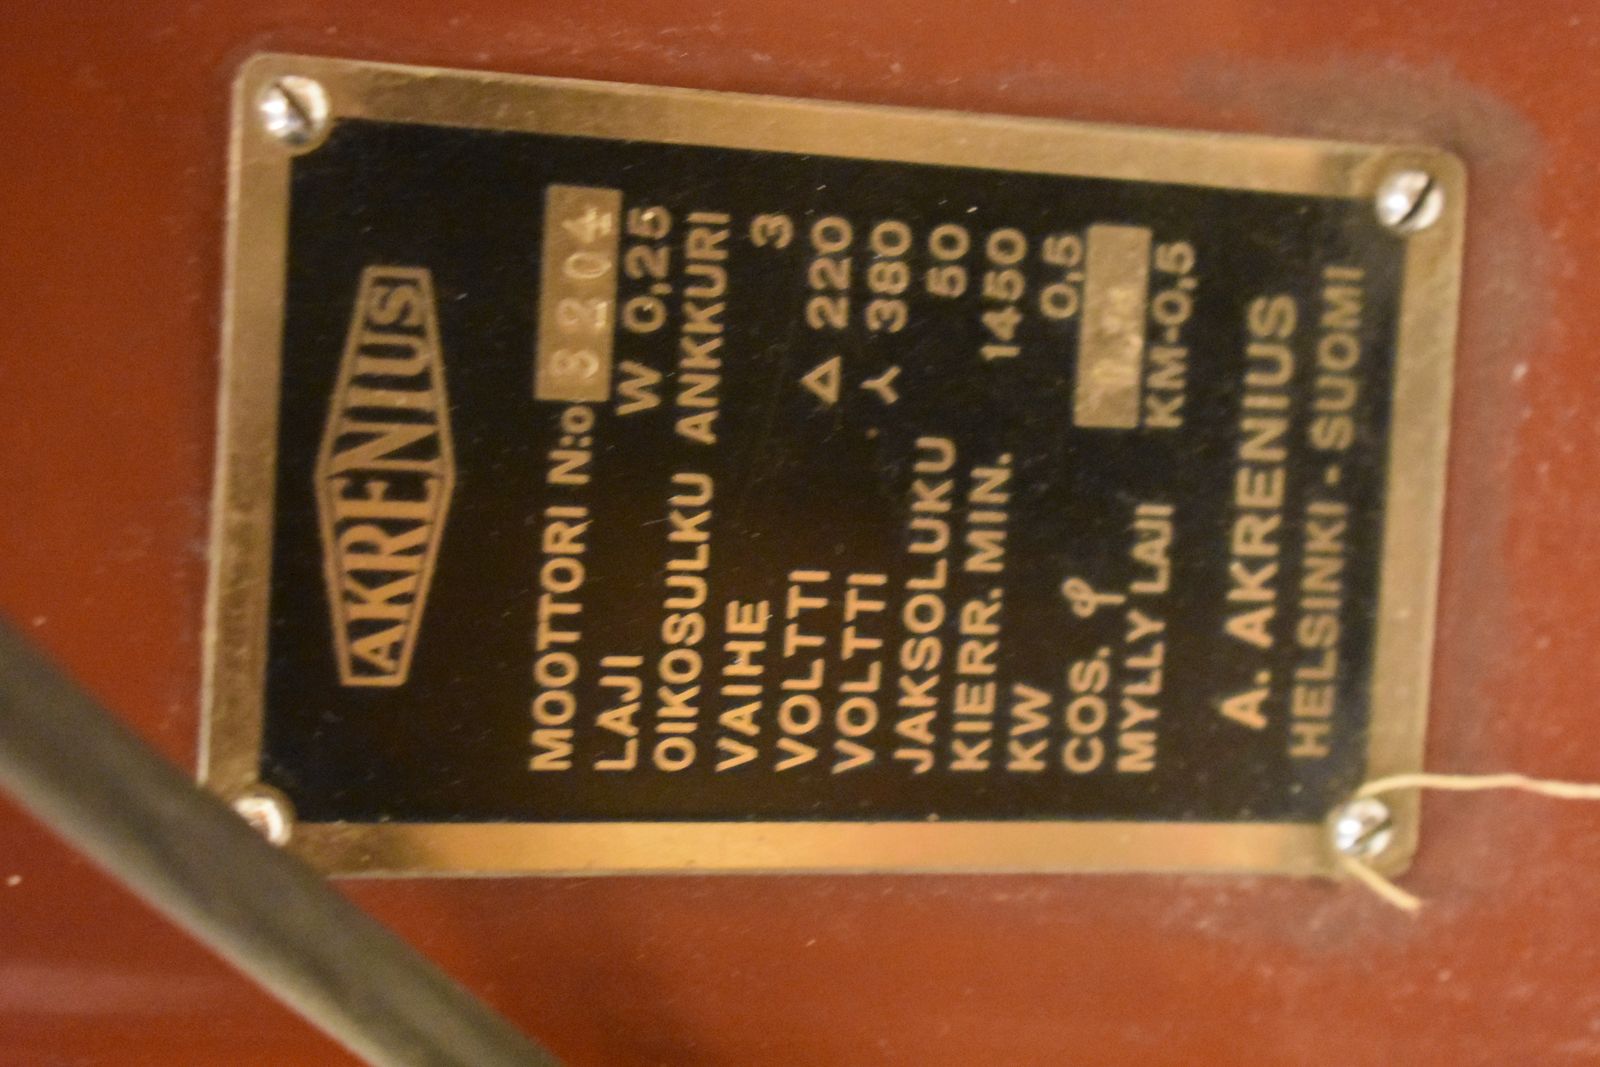 AKRENIUS
MOOTTORI N:o 3204
LAJI W 0,25
OIKOSULKU ANKKURI
VAIHE 3
VOLTTI △ 220
VOLTTI ⅄ 380
JAKSOLUKU 50
KIERR. MIN. 1450
KW 0,5
COS. φ
MYLLY LAJI KM-0,5
A. AKRENIUS
HELSINKI - SUOMI